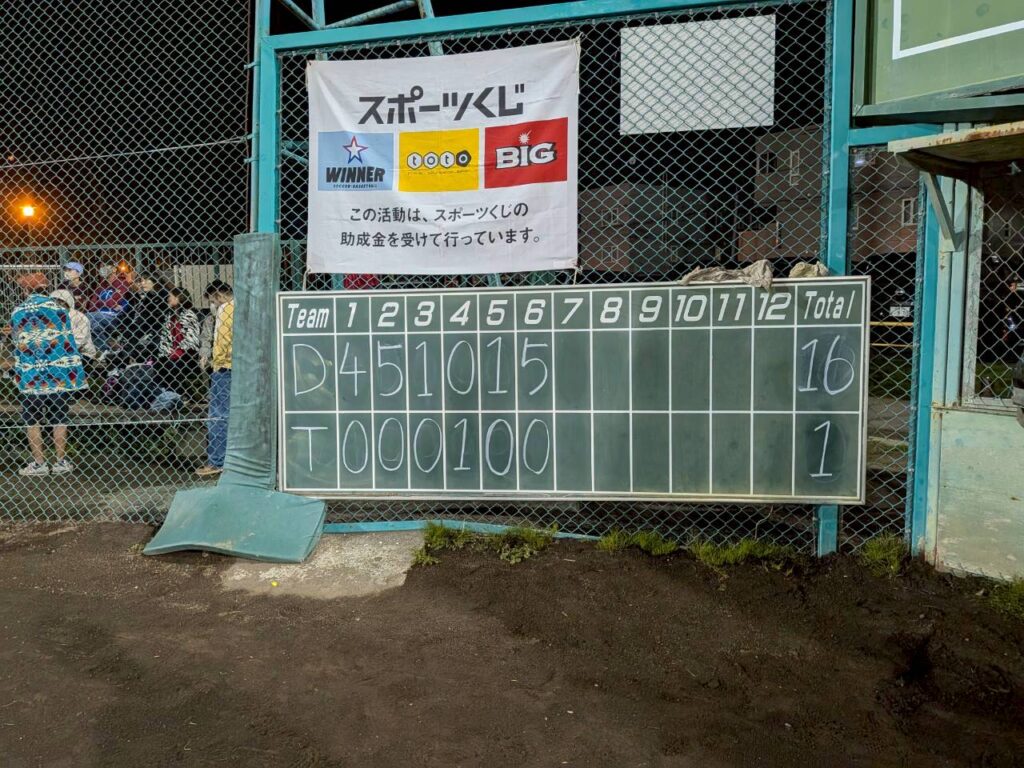 スポーツくじ
WINNER
toto
BIG
この活動は、スポーツくじの
助成金を受けて行っています。
Team 1 2 3 4 5 6 7 8 9 10 11 12 Total
D 4 5 1 0 1 5 16
T 0 0 0 1 0 0 1